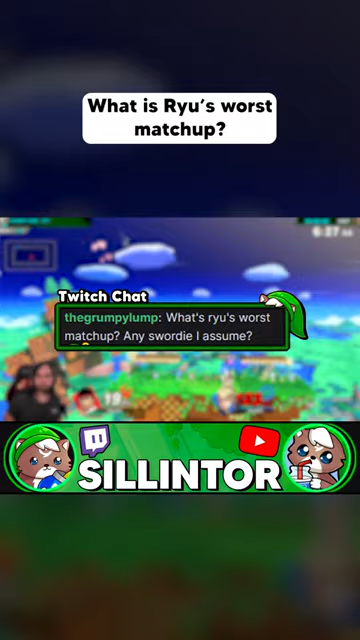 What is Ryu's worst
matchup?
Twitch Chat
thegrumpylump: What's ryu's worst
matchup? Any swordie I assume?
SILLINTOR